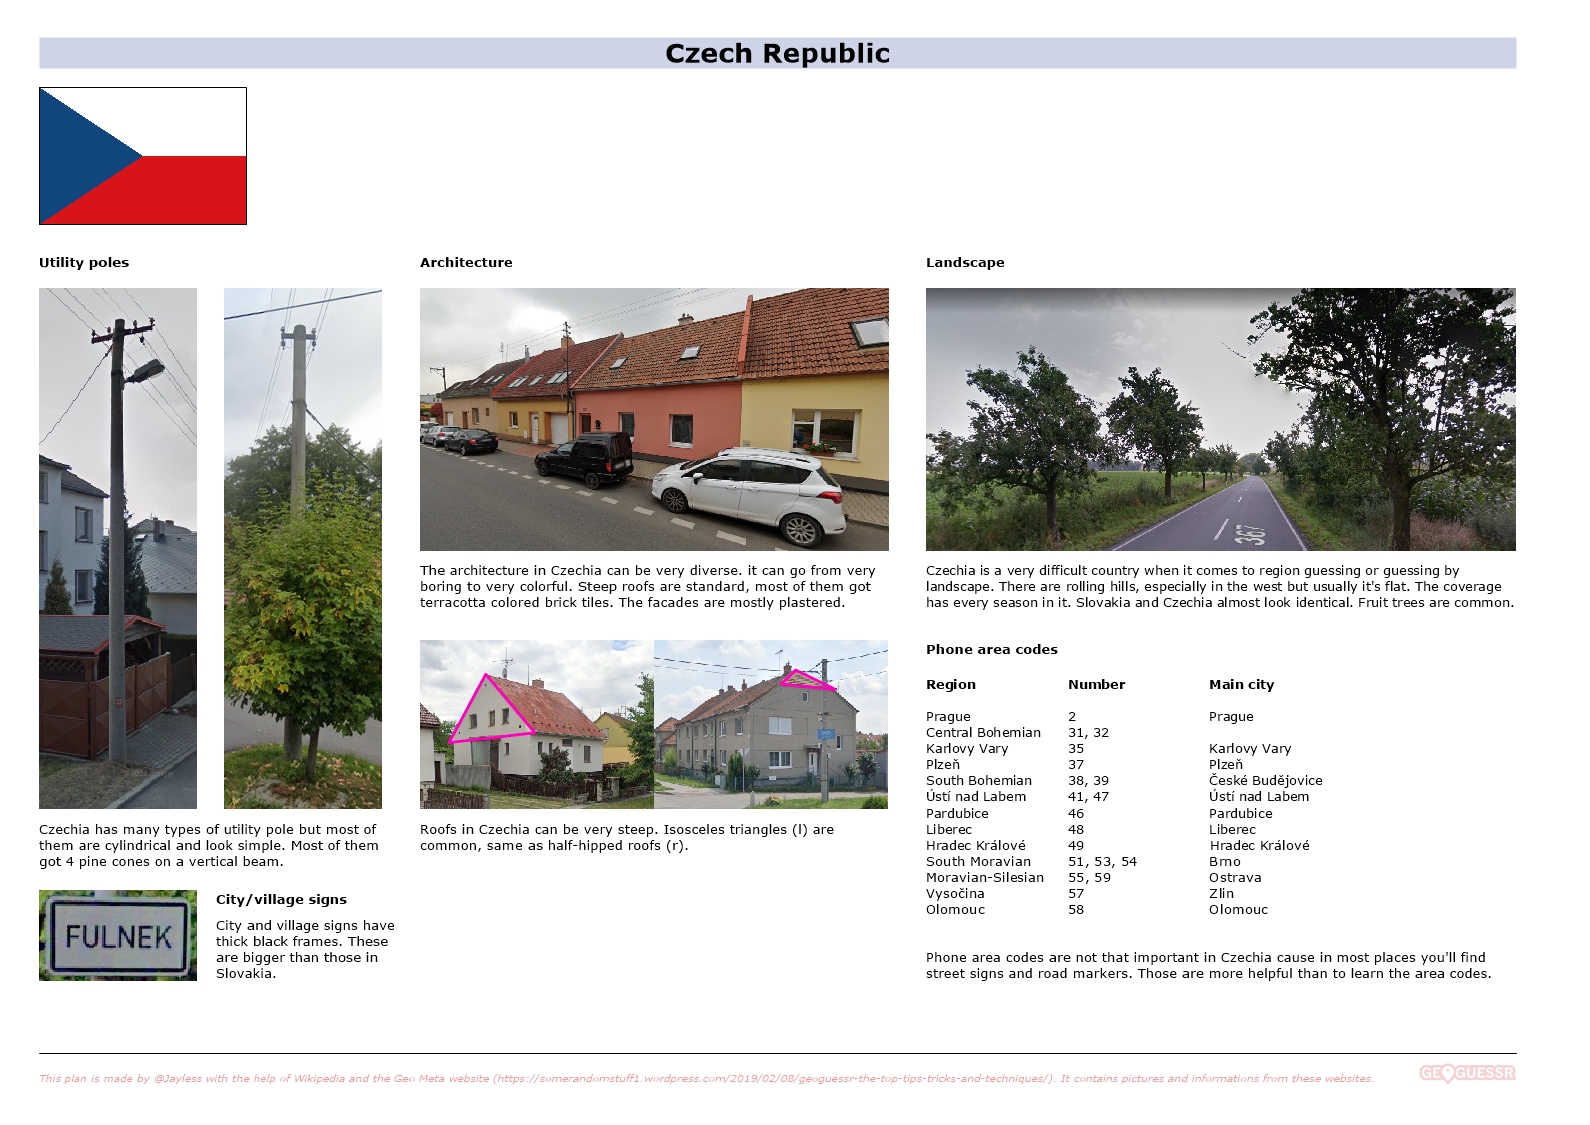 Czech Republic
Utility poles
Czechia has many types of utility pole but most of
them are cylindrical and look simple. Most of them
got 4 pine cones on a vertical beam.
FULNEK
City/village signs
City and village signs have
thick black frames. These
are bigger than those in
Slovakia.
Architecture
The architecture in Czechia can be very diverse. it can go from very
boring to very colorful. Steep roofs are standard, most of them got
terracotta colored brick tiles. The facades are mostly plastered.
Roofs in Czechia can be very steep. Isosceles triangles (l) are
common, same as half-hipped roofs (r).
Landscape
367
Czechia is a very difficult country when it comes to region guessing or guessing by
landscape. There are rolling hills, especially in the west but usually it's flat. The coverage
has every season in it. Slovakia and Czechia almost look identical. Fruit trees are common.
Phone area codes
Region Number Main city
Prague 2 Prague
Central Bohemian 31, 32
Karlovy Vary 35 Karlovy Vary
Plzeň 37 Plzeň
South Bohemian 38, 39 České Budějovice
Ústí nad Labem 41, 47 Ústí nad Labem
Pardubice 46 Pardubice
Liberec 48 Liberec
Hradec Králové 49 Hradec Králové
South Moravian 51, 53, 54 Brno
Moravian-Silesian 55, 59 Ostrava
Vysočina 57 Zlin
Olomouc 58 Olomouc
Phone area codes are not that important in Czechia cause in most places you'll find
street signs and road markers. Those are more helpful than to learn the area codes.
This plan is made by @Jayless with the help of Wikipedia and the Geo Meta website (https://somerandomstuff1.wordpress.com/2019/02/08/geoguessr-the-top-tips-tricks-and-techniques/). It contains pictures and informations from these websites.
GEOGUESSR